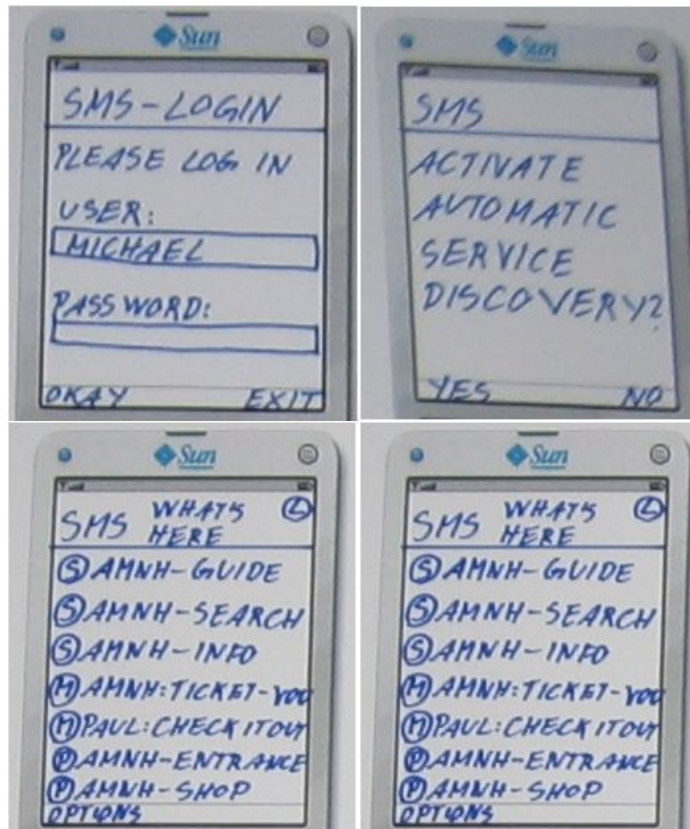 Sun
SMS-LOGIN
PLEASE LOG IN
USER:
MICHAEL
PASSWORD:
OKAY EXIT
Sun
SMS
ACTIVATE
AUTOMATIC
SERVICE
DISCOVERY?
YES NO
Sun
SMS WHAT'S HERE L
S AMNH-GUIDE
S AMNH-SEARCH
S AMNH-INFO
M AMNH:TICKET-YOU
M PAUL:CHECK IT OUT
P AMNH-ENTRANCE
P AMNH-SHOP
OPTIONS
Sun
SMS WHAT'S HERE L
S AMNH-GUIDE
S AMNH-SEARCH
S AMNH-INFO
M AMNH:TICKET-YOU
M PAUL:CHECK IT OUT
P AMNH-ENTRANCE
P AMNH-SHOP
OPTIONS